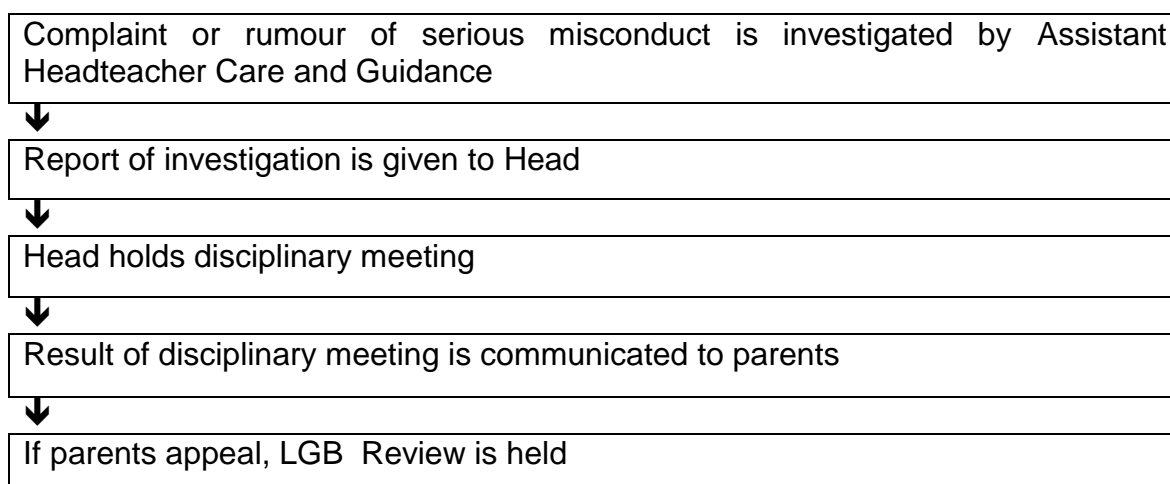 Complaint or rumour of serious misconduct is investigated by Assistant
Headteacher Care and Guidance
Report of investigation is given to Head
Head holds disciplinary meeting
Result of disciplinary meeting is communicated to parents
If parents appeal, LGB Review is held